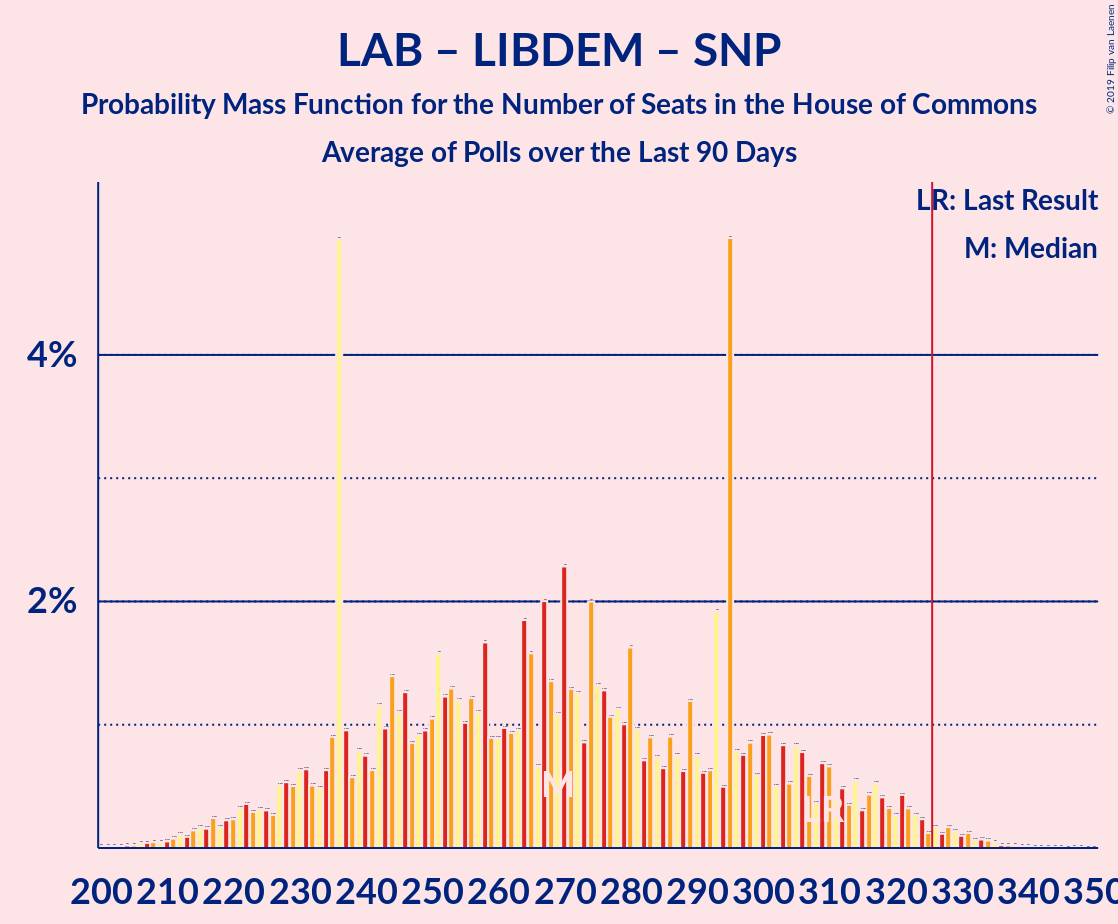 LAB – LIBDEM – SNP
Probability Mass Function for the Number of Seats in the House of Commons
Average of Polls over the Last 90 Days
© 2019 Filip van Laenen
LR: Last Result
M: Median
4%
2%
M
LR
200 210 220 230 240 250 260 270 280 290 300 310 320 330 340 350